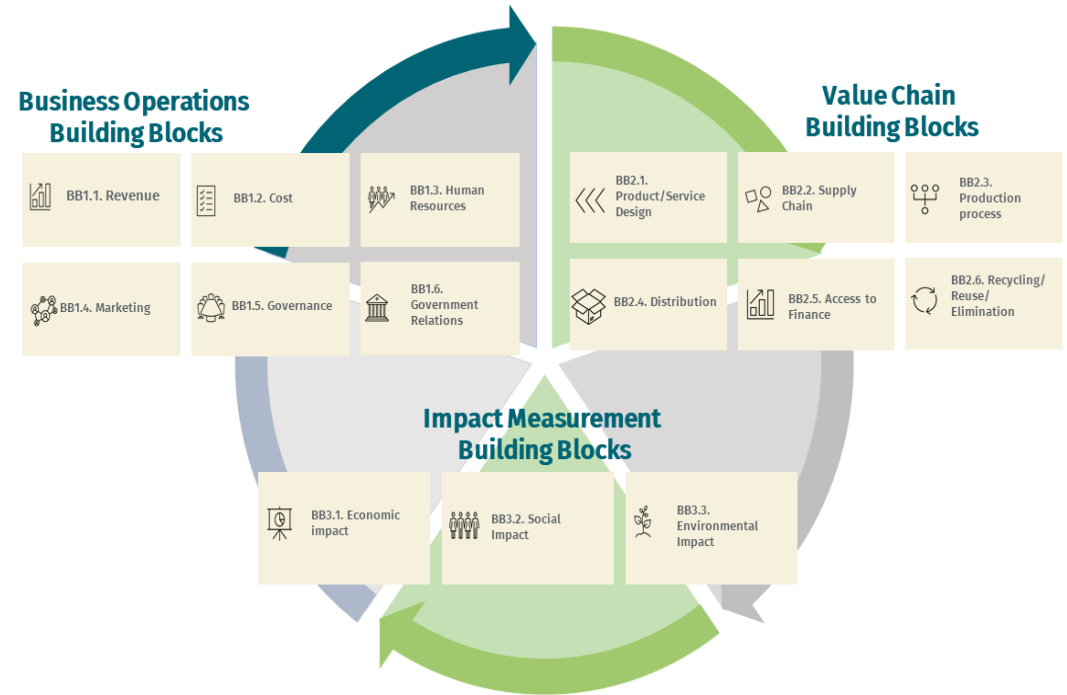 Business Operations
Building Blocks
BB1.1. Revenue
BB1.2. Cost
BB1.3. Human
Resources
BB1.4. Marketing
BB1.5. Governance
BB1.6.
Government
Relations
Value Chain
Building Blocks
BB2.1.
Product/Service
Design
BB2.2. Supply
Chain
BB2.3.
Production
process
BB2.4. Distribution
BB2.5. Access to
Finance
BB2.6. Recycling/
Reuse/
Elimination
Impact Measurement
Building Blocks
BB3.1. Economic
impact
BB3.2. Social
Impact
BB3.3.
Environmental
Impact